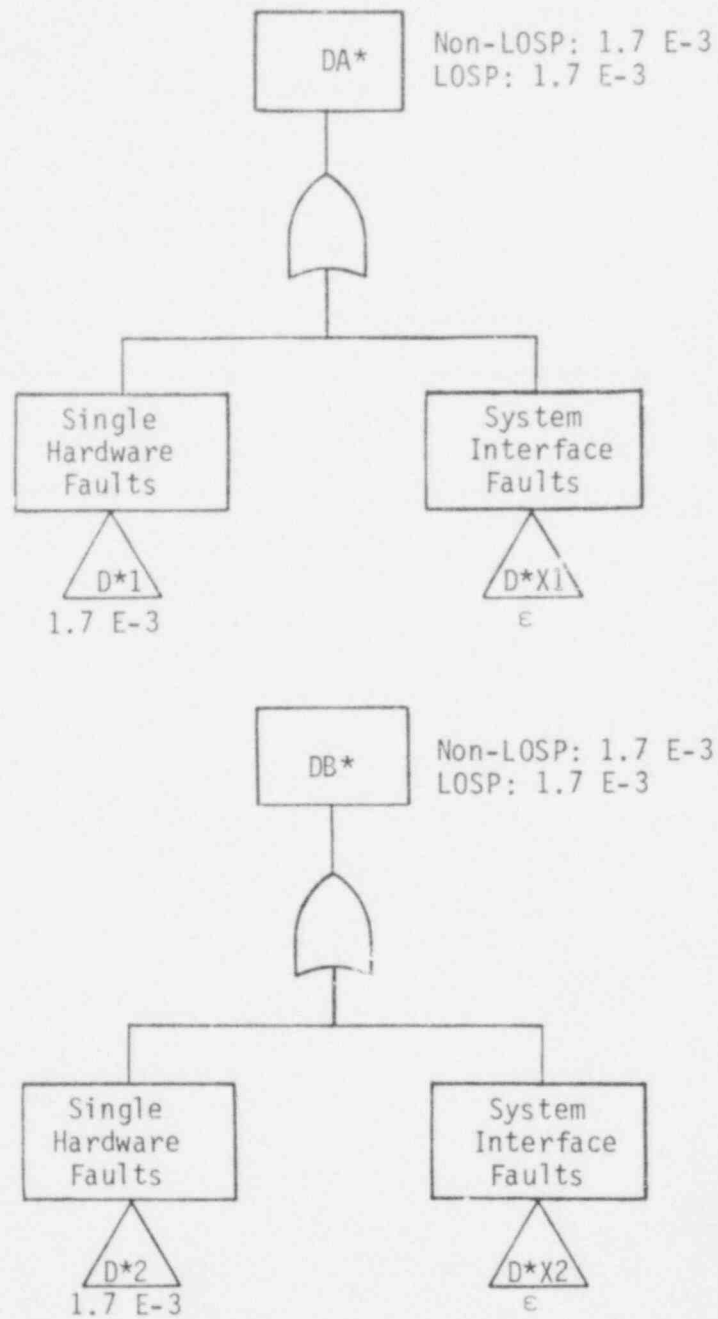 DA*
Non-LOSP: 1.7 E-3
LOSP: 1.7 E-3
Single
Hardware
Faults
System
Interface
Faults
D*1
1.7 E-3
D*X1
ε
DB*
Non-LOSP: 1.7 E-3
LOSP: 1.7 E-3
Single
Hardware
Faults
System
Interface
Faults
D*2
1.7 E-3
D*X2
ε